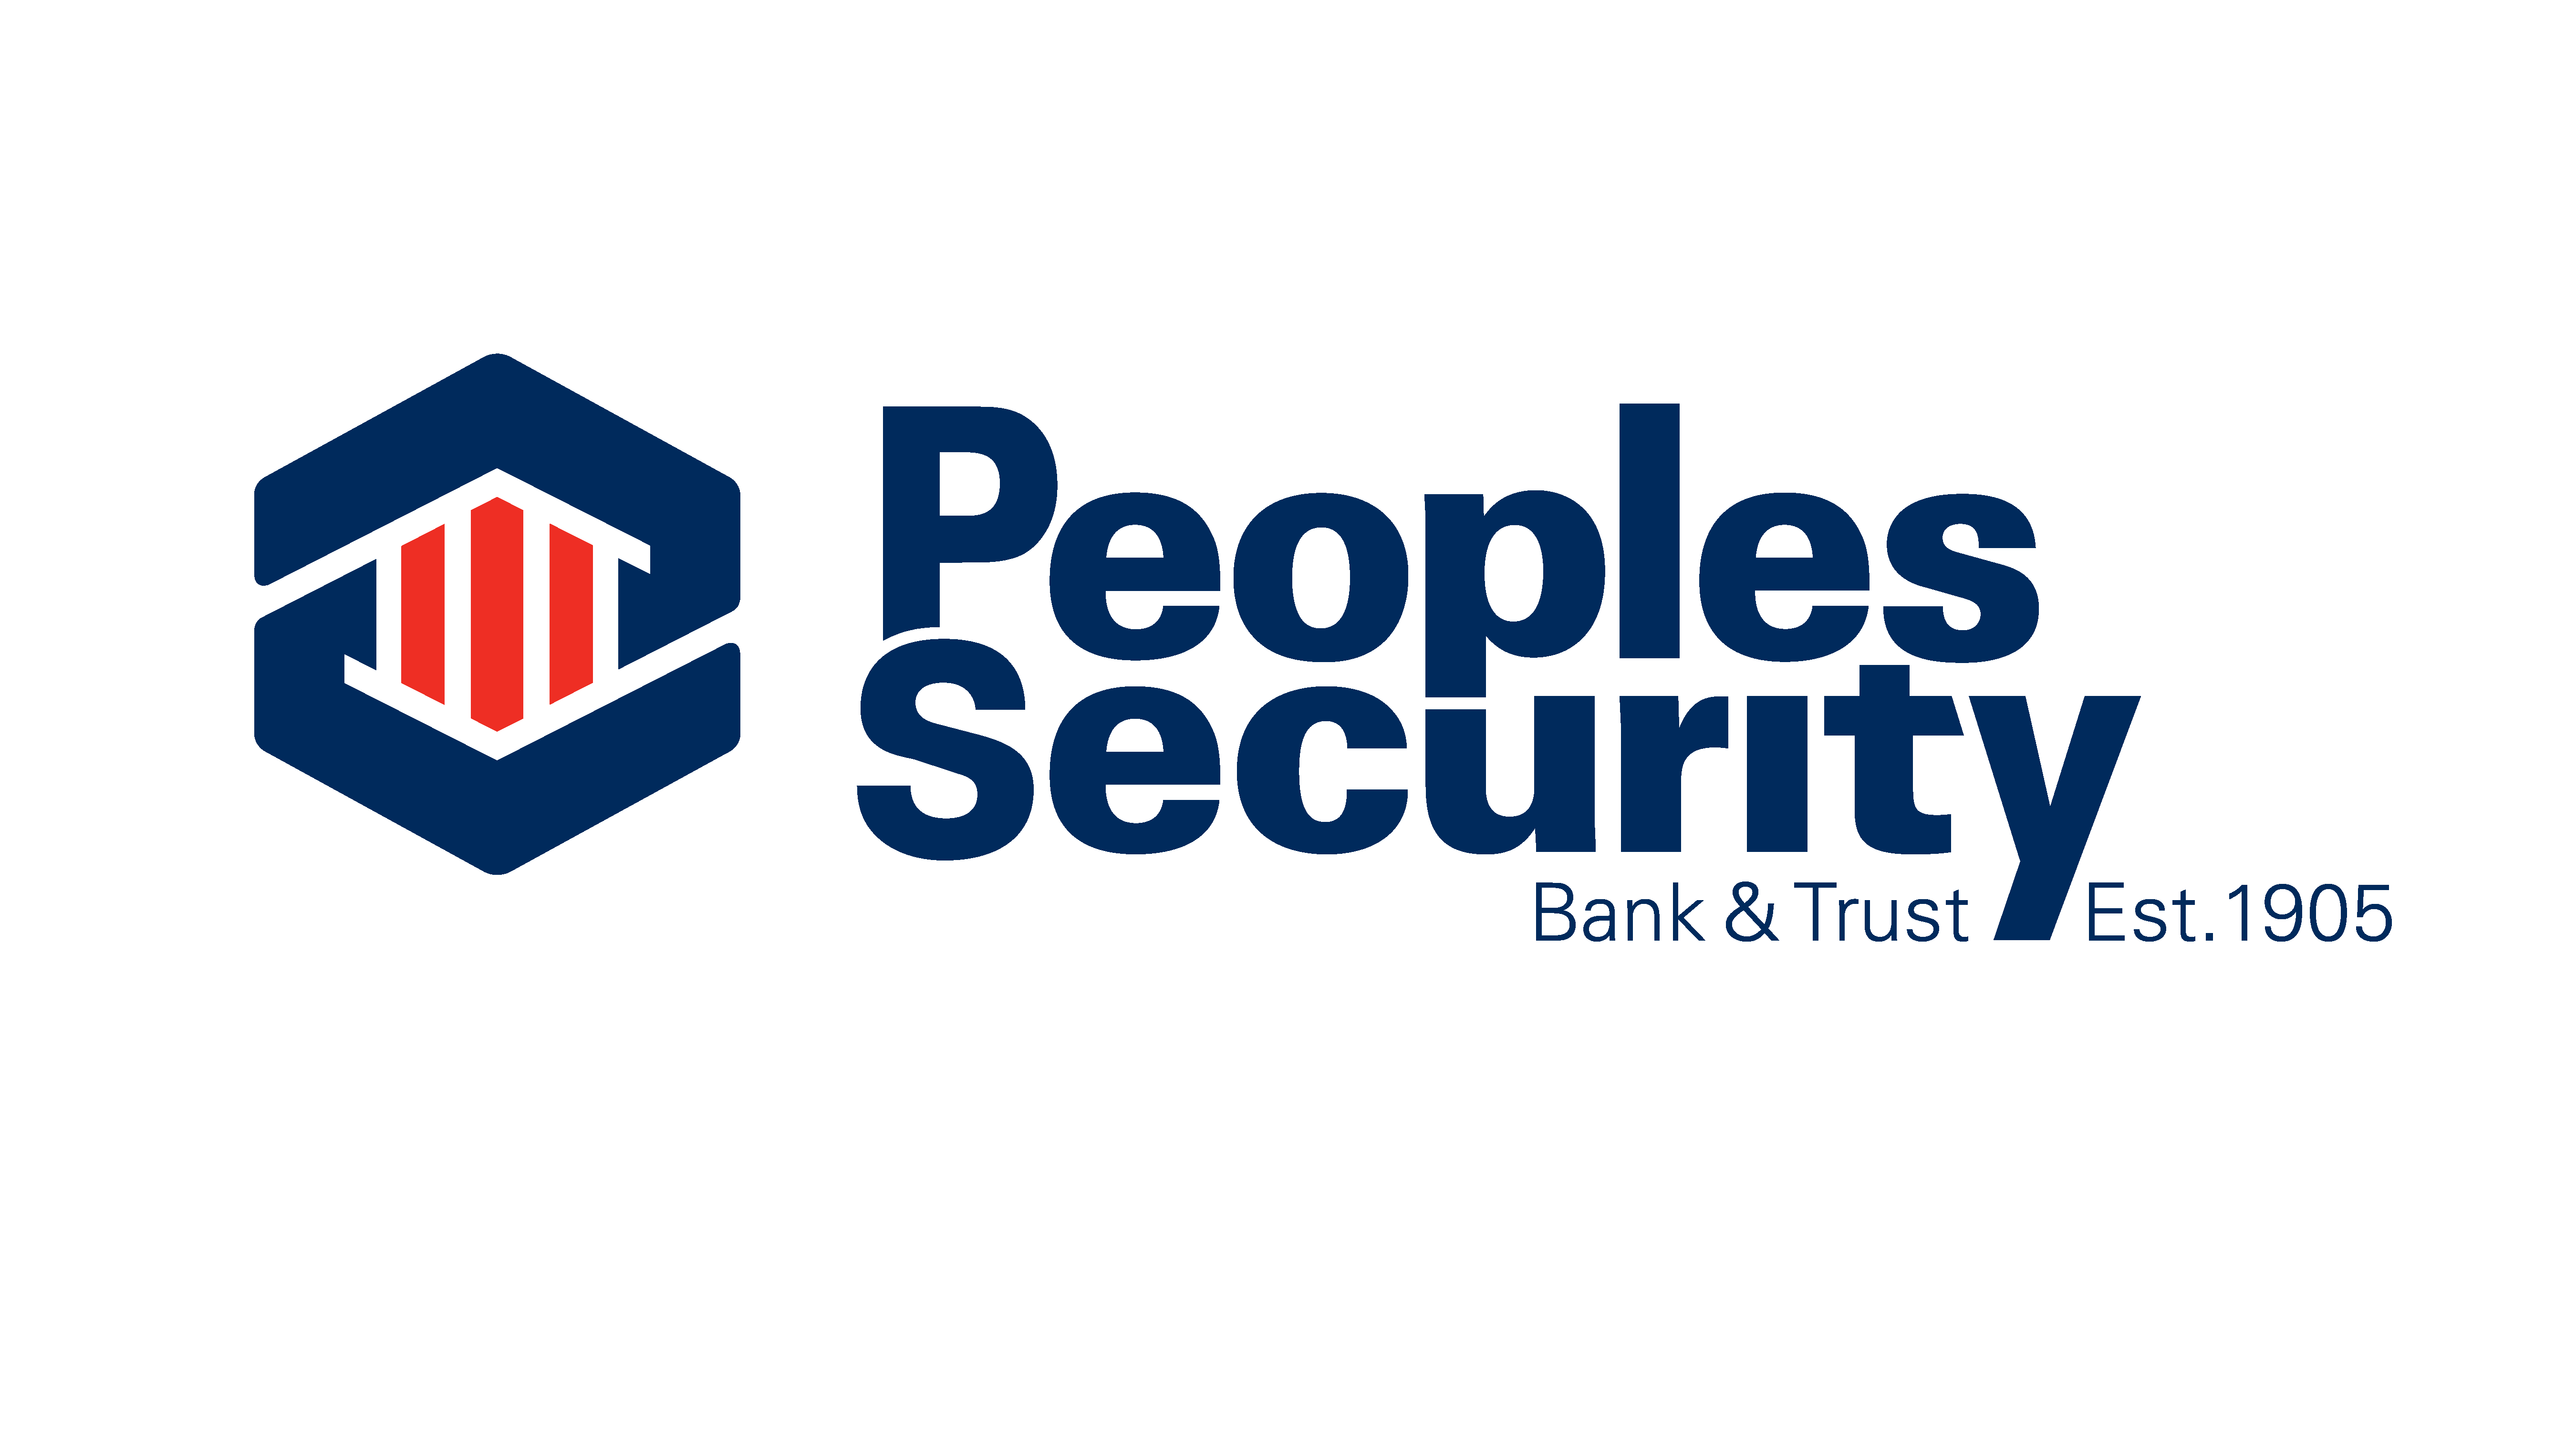 Peoples
Security
Bank & Trust Est. 1905